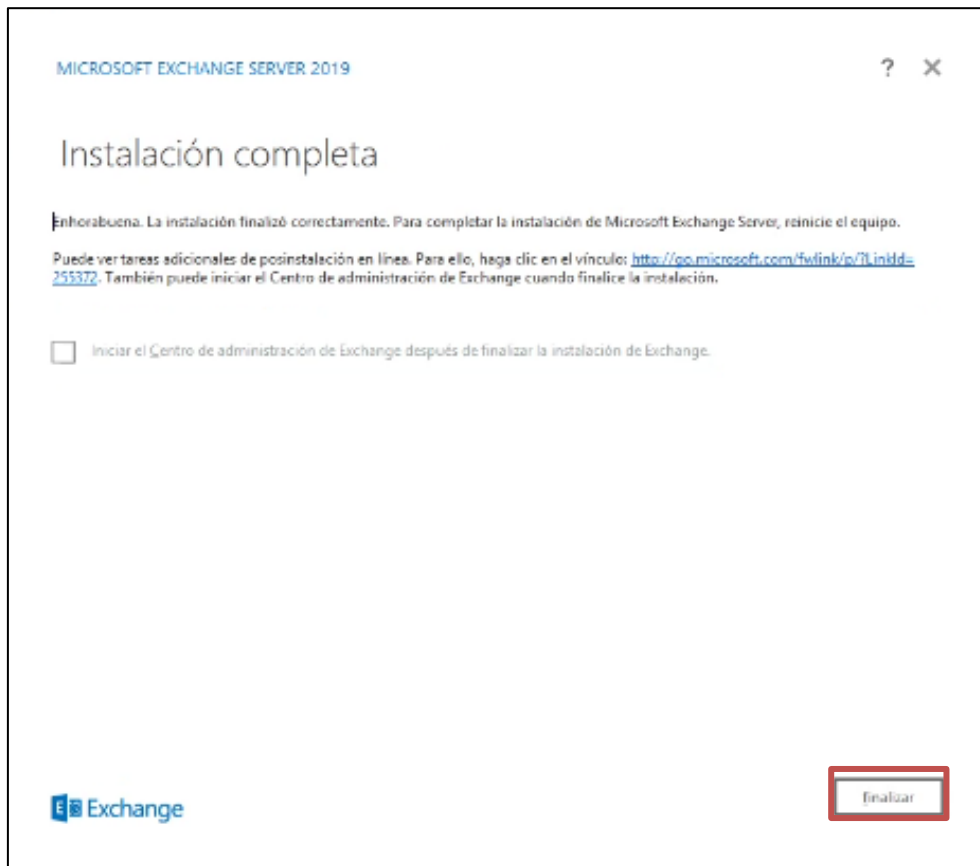 MICROSOFT EXCHANGE SERVER 2019 ? ×
Instalación completa
Enhorabuena. La instalación finalizó correctamente. Para completar la instalación de Microsoft Exchange Server, reinicie el equipo.
Puede ver tareas adicionales de posinstalación en línea. Para ello, haga clic en el vínculo: http://go.microsoft.com/fwlink/p/?LinkId=
255372. También puede iniciar el Centro de administración de Exchange cuando finalice la instalación.
Iniciar el Centro de administración de Exchange después de finalizar la instalación de Exchange.
Exchange
finalizar